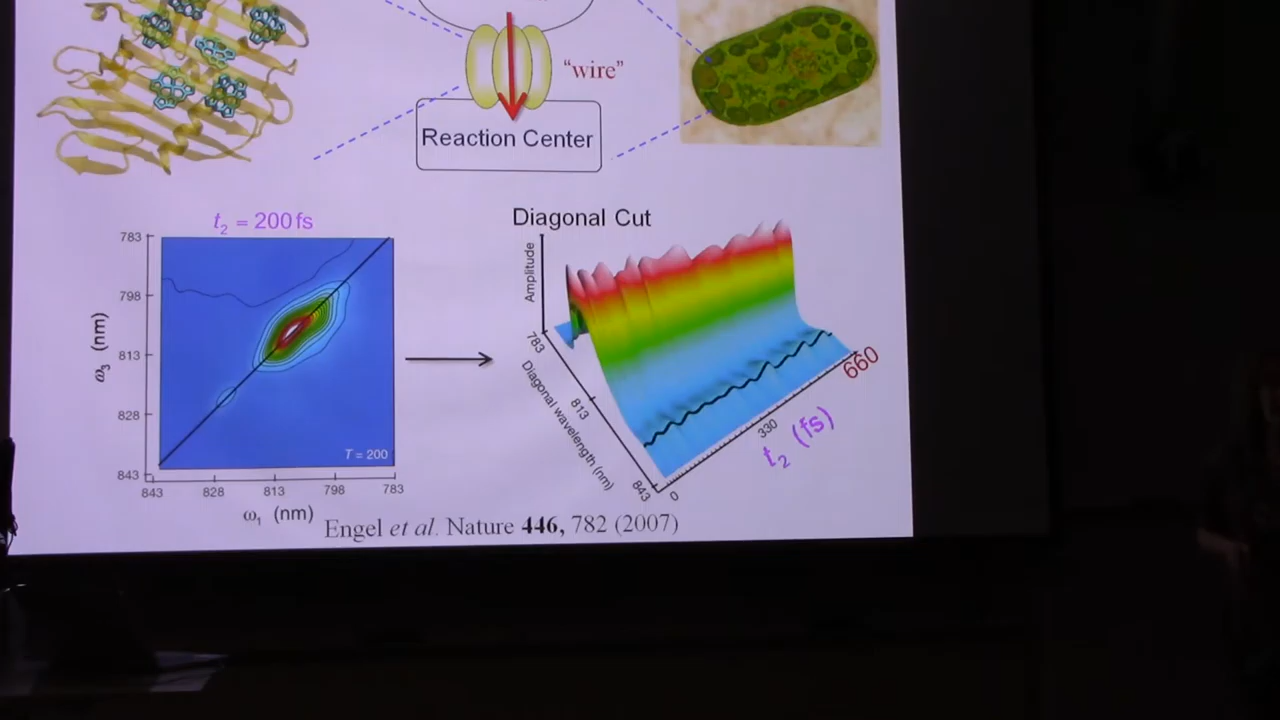 “wire”
Reaction Center
t₂ = 200 fs
783
798
813
828
843
ω₃ (nm)
T = 200
843
828
813
798
783
ω₁ (nm)
Diagonal Cut
Amplitude
783
813
843
Diagonal wavelength (nm)
0
330
660
t₂ (fs)
Engel et al. Nature 446, 782 (2007)